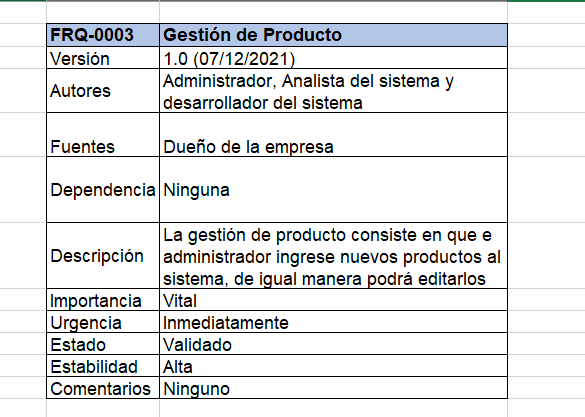 FRQ-0003 Gestión de Producto
Versión 1.0 (07/12/2021)
Autores Administrador, Analista del sistema y
desarrollador del sistema
Fuentes Dueño de la empresa
Dependencia Ninguna
Descripción La gestión de producto consiste en que e
administrador ingrese nuevos productos al
sistema, de igual manera podrá editarlos
Importancia Vital
Urgencia Inmediatamente
Estado Validado
Estabilidad Alta
Comentarios Ninguno